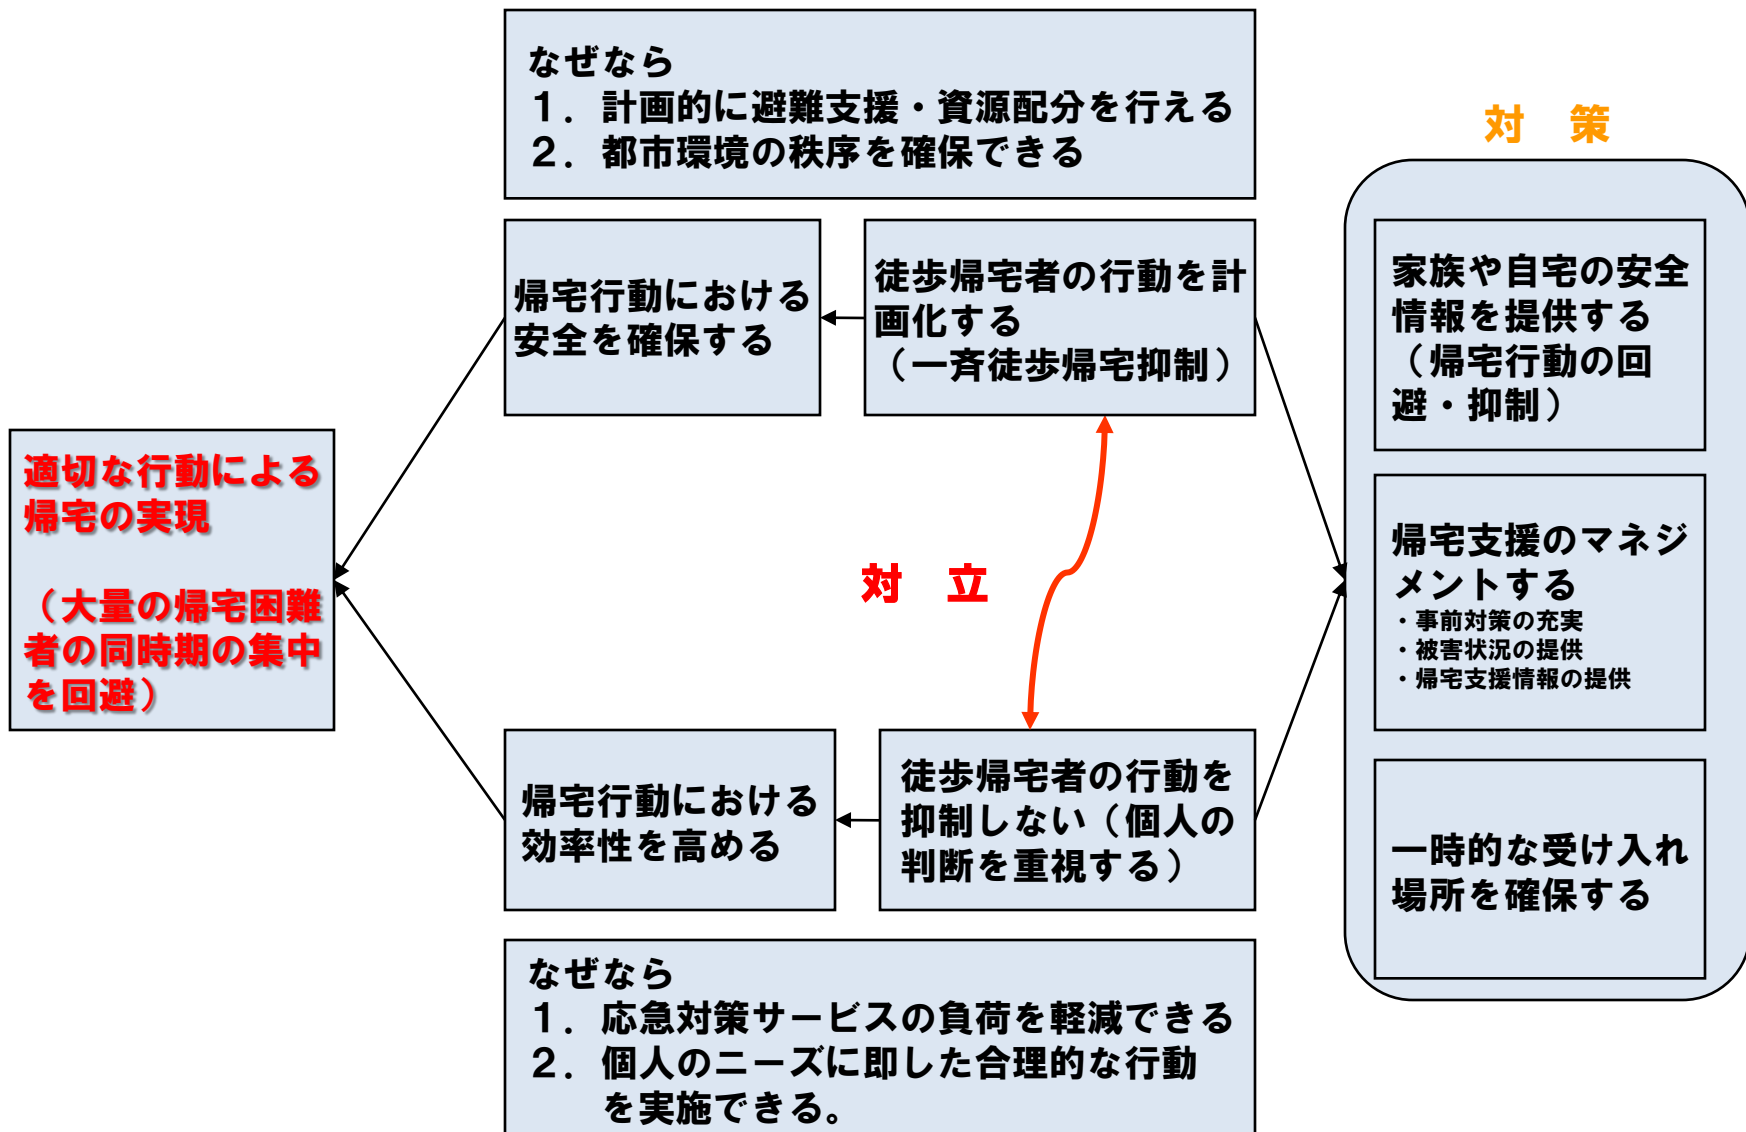 なぜなら
１．計画的に避難支援・資源配分を行える
２．都市環境の秩序を確保できる
対　策
帰宅行動における
安全を確保する
徒歩帰宅者の行動を計
画化する
（一斉徒歩帰宅抑制）
家族や自宅の安全
情報を提供する
（帰宅行動の回
避・抑制）
適切な行動による
帰宅の実現
（大量の帰宅困難
者の同時期の集中
を回避）
対　立
帰宅支援のマネジ
メントする
・事前対策の充実
・被害状況の提供
・帰宅支援情報の提供
帰宅行動における
効率性を高める
徒歩帰宅者の行動を
抑制しない（個人の
判断を重視する）
一時的な受け入れ
場所を確保する
なぜなら
１．応急対策サービスの負荷を軽減できる
２．個人のニーズに即した合理的な行動
を実施できる。